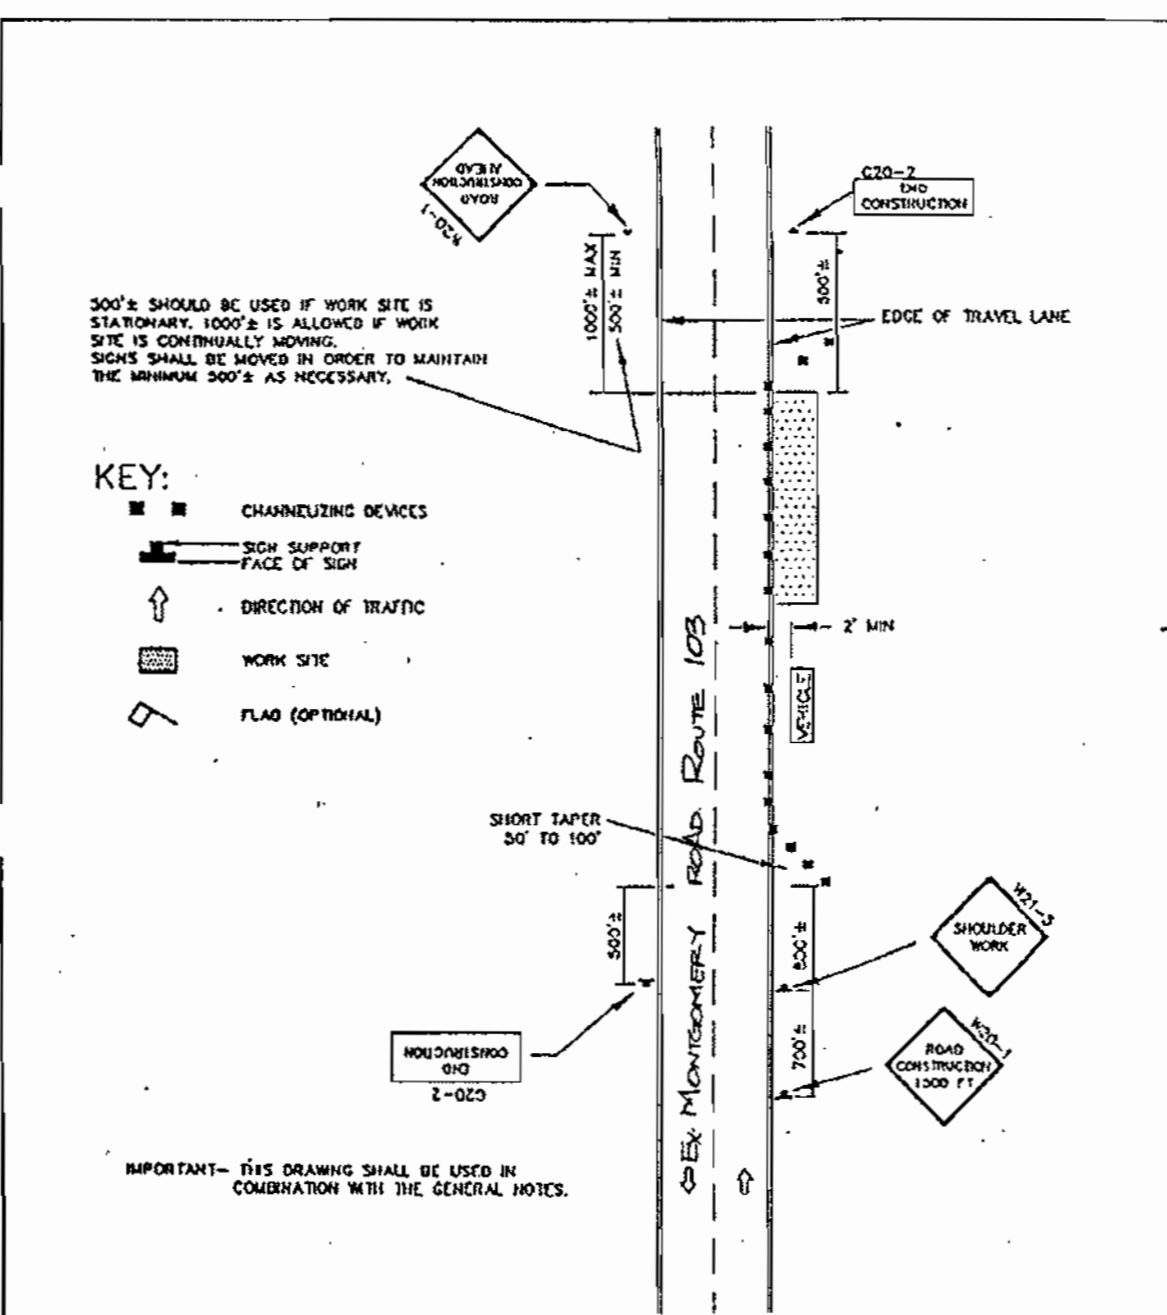 ROAD
CONSTRUCTION
AHEAD
W20-1
G20-2
END
CONSTRUCTION
1000'± MAX
500'± MIN
500'±
EDGE OF TRAVEL LANE
500'± SHOULD BE USED IF WORK SITE IS
STATIONARY. 1000'± IS ALLOWED IF WORK
SITE IS CONTINUALLY MOVING.
SIGNS SHALL BE MOVED IN ORDER TO MAINTAIN
THE MINIMUM 500'± AS NECESSARY.
KEY:
CHANNELIZING DEVICES
SIGN SUPPORT
FACE OF SIGN
DIRECTION OF TRAFFIC
WORK SITE
FLAG (OPTIONAL)
2' MIN
VEHICLE
EX. MONTGOMERY ROAD. ROUTE 103
SHORT TAPER
50' TO 100'
500'±
800'±
700'±
W21-5
SHOULDER
WORK
W20-1
ROAD
CONSTRUCTION
1500 FT
END
CONSTRUCTION
G20-2
IMPORTANT- THIS DRAWING SHALL BE USED IN
COMBINATION WITH THE GENERAL NOTES.